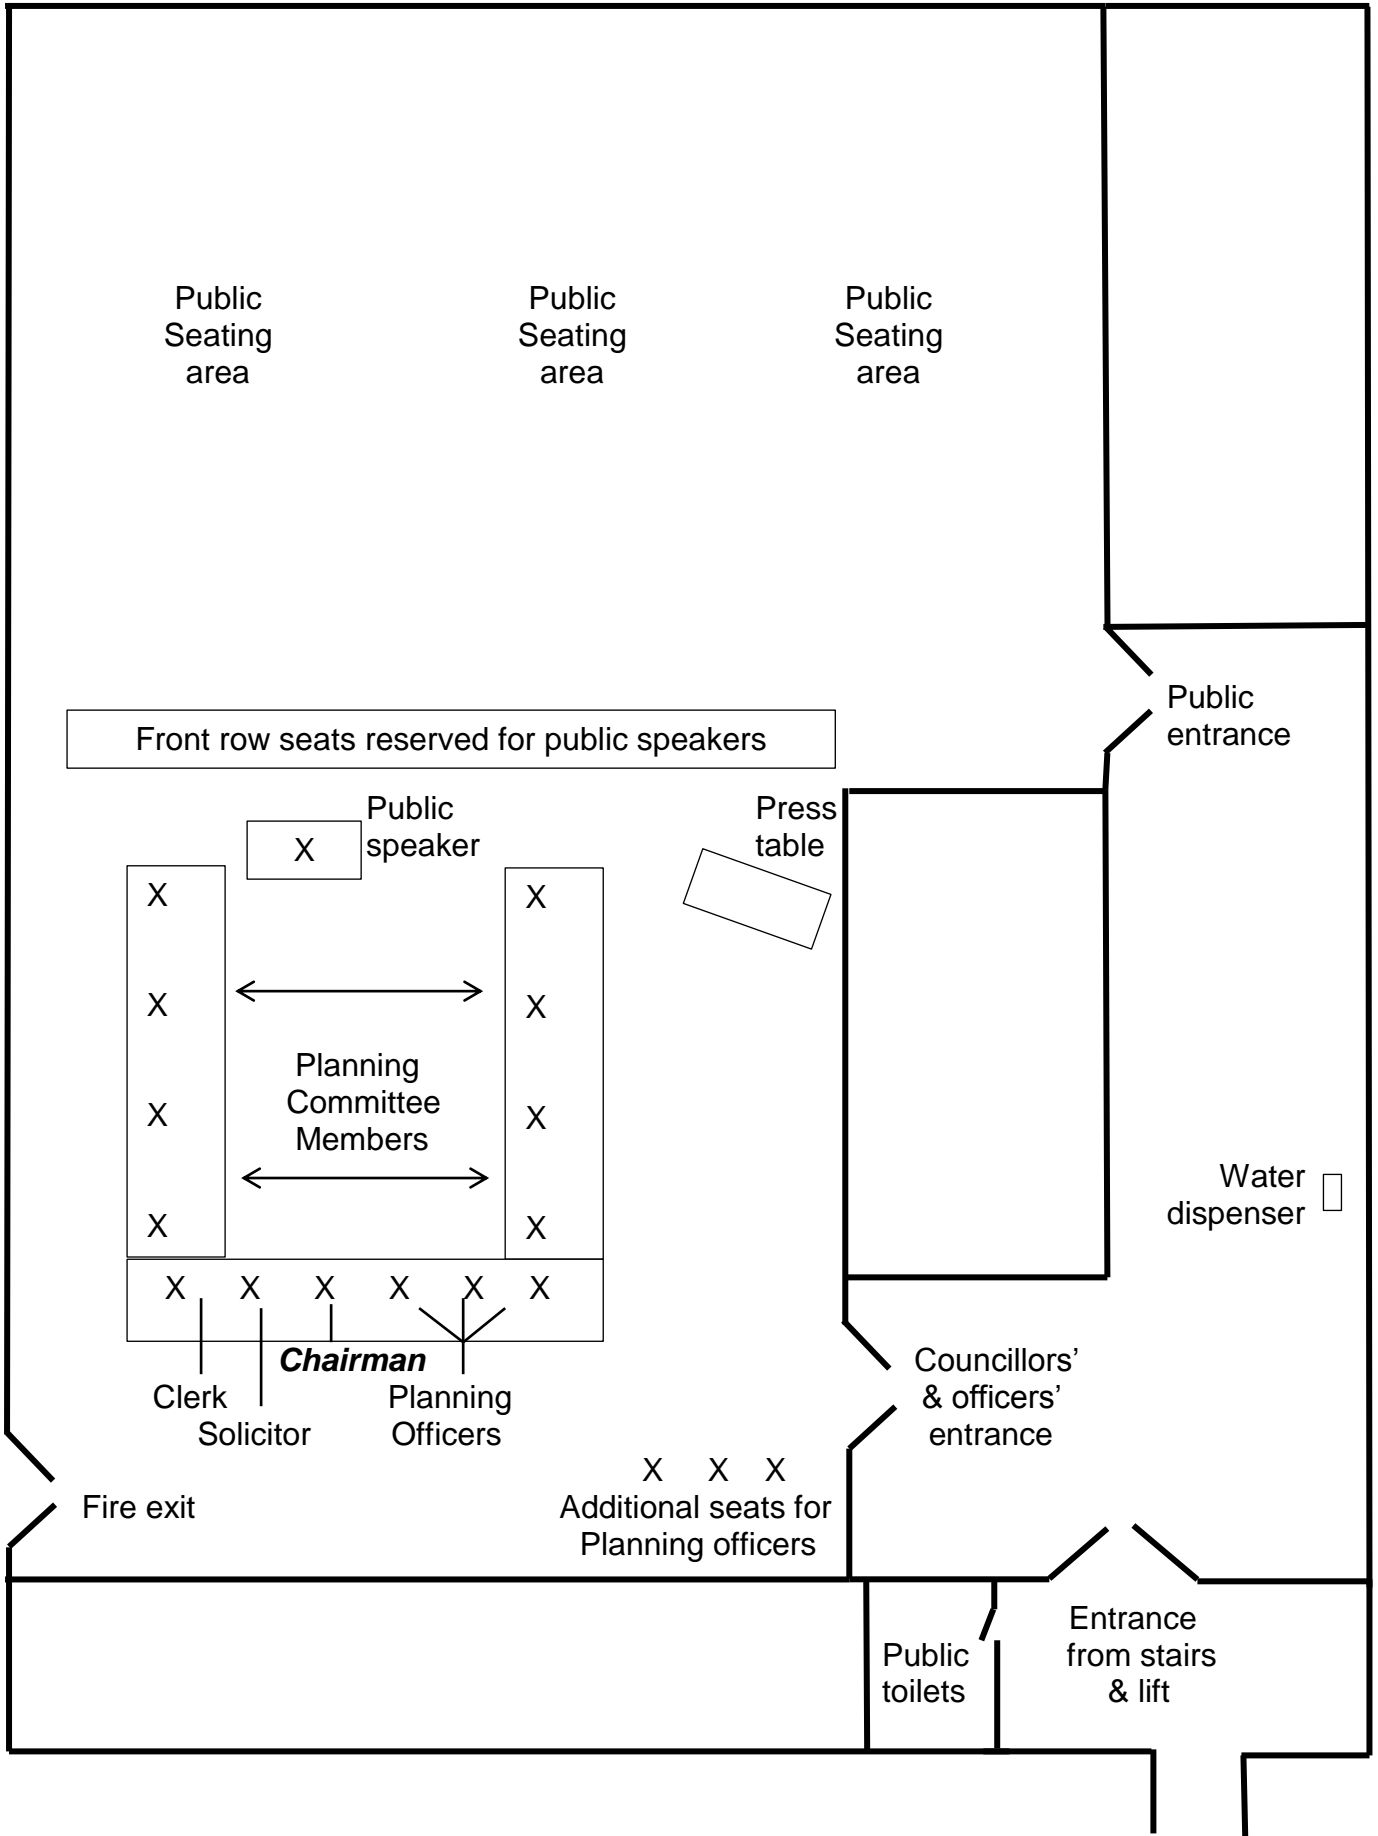 Public
Seating
area
Public
Seating
area
Public
Seating
area
Public
entrance
Front row seats reserved for public speakers
Public
speaker
X
Press
table
X
X
X
X
X
X
X
X
Planning
Committee
Members
Water
dispenser
X X X X X X
Chairman
Clerk
Solicitor
Planning
Officers
Councillors’
& officers’
entrance
X X X
Additional seats for
Planning officers
Fire exit
Public
toilets
Entrance
from stairs
& lift